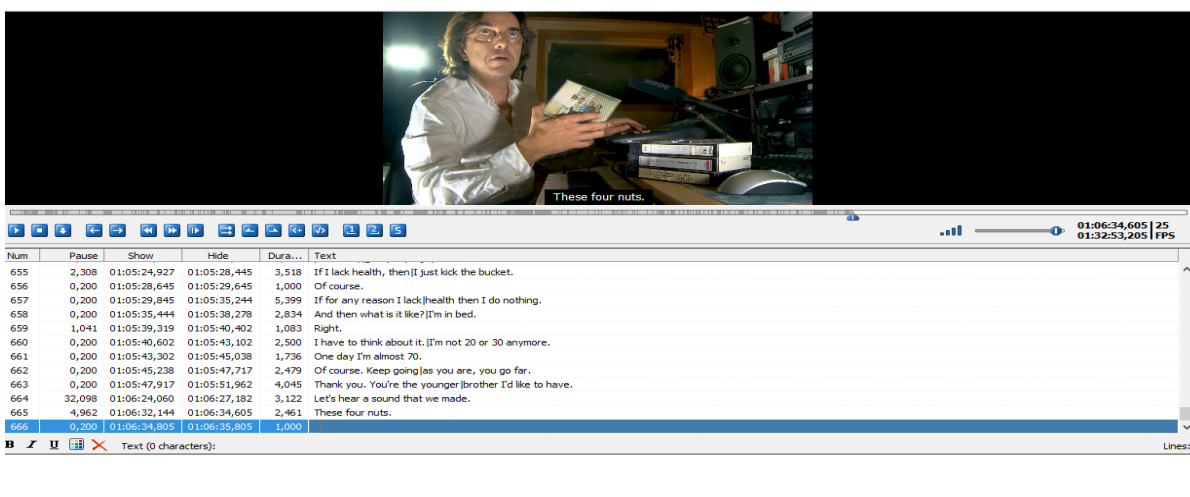 RODE
These four nuts.
1 2 S
01:06:34,605 25
01:32:53,205 FPS
Num Pause Show Hide Dura... Text
655 2,308 01:05:24,927 01:05:28,445 3,518 If I lack health, then|I just kick the bucket.
656 0,200 01:05:28,645 01:05:29,645 1,000 Of course.
657 0,200 01:05:29,845 01:05:35,244 5,399 If for any reason I lack|health then I do nothing.
658 0,200 01:05:35,444 01:05:38,278 2,834 And then what is it like?|I'm in bed.
659 1,041 01:05:39,319 01:05:40,402 1,083 Right.
660 0,200 01:05:40,602 01:05:43,102 2,500 I have to think about it.|I'm not 20 or 30 anymore.
661 0,200 01:05:43,302 01:05:45,038 1,736 One day I'm almost 70.
662 0,200 01:05:45,238 01:05:47,717 2,479 Of course. Keep going|as you are, you go far.
663 0,200 01:05:47,917 01:05:51,962 4,045 Thank you. You're the younger|brother I'd like to have.
664 32,098 01:06:24,060 01:06:27,182 3,122 Let's hear a sound that we made.
665 4,962 01:06:32,144 01:06:34,605 2,461 These four nuts.
666 0,200 01:06:34,805 01:06:35,805 1,000
B I U Text (0 characters): Lines: